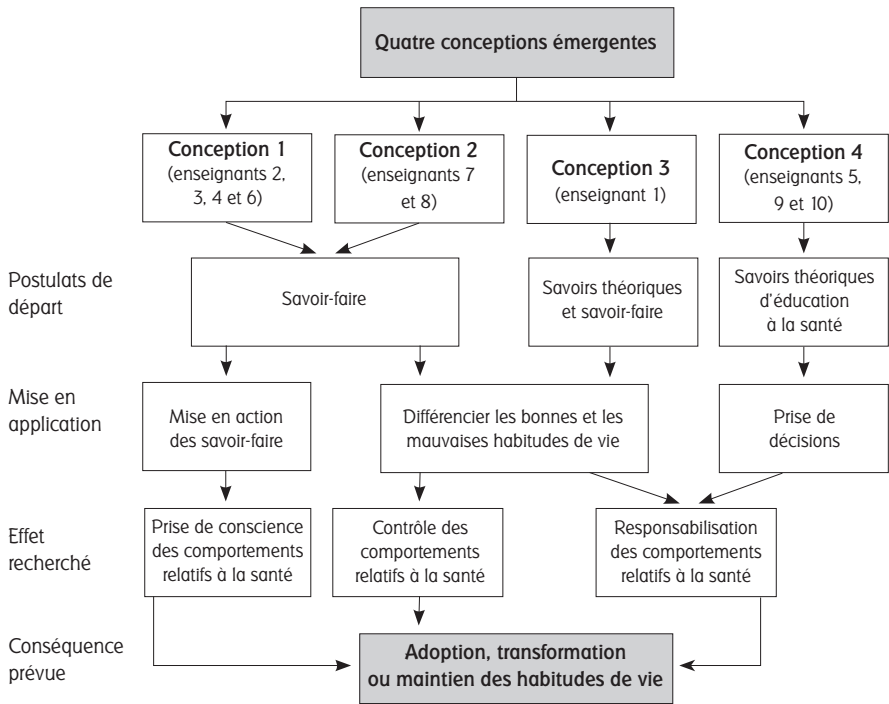 Quatre conceptions émergentes
Conception 1
(enseignants 2,
3, 4 et 6)
Conception 2
(enseignants 7
et 8)
Conception 3
(enseignant 1)
Conception 4
(enseignants 5,
9 et 10)
Postulats de
départ
Savoir-faire
Savoirs théoriques
et savoir-faire
Savoirs théoriques
d'éducation
à la santé
Mise en
application
Mise en action
des savoir-faire
Différencier les bonnes et les
mauvaises habitudes de vie
Prise de
décisions
Effet
recherché
Prise de conscience
des comportements
relatifs à la santé
Contrôle des
comportements
relatifs à la santé
Responsabilisation
des comportements
relatifs à la santé
Conséquence
prévue
Adoption, transformation
ou maintien des habitudes de vie